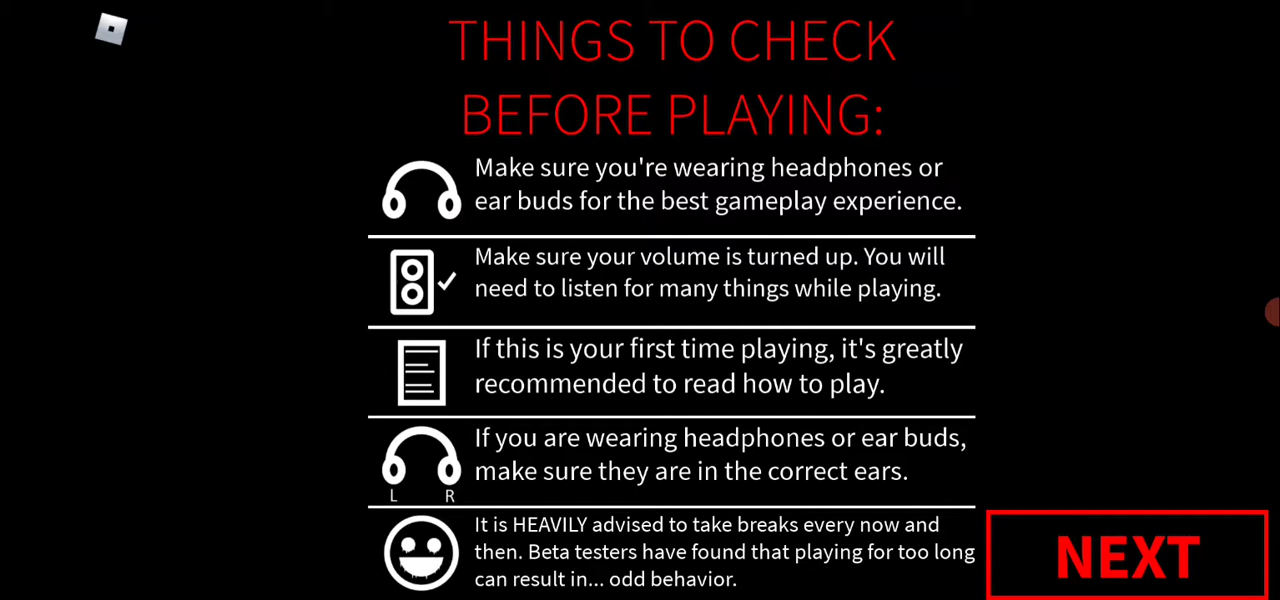 THINGS TO CHECK
BEFORE PLAYING:
Make sure you're wearing headphones or
ear buds for the best gameplay experience.
Make sure your volume is turned up. You will
need to listen for many things while playing.
If this is your first time playing, it's greatly
recommended to read how to play.
If you are wearing headphones or ear buds,
make sure they are in the correct ears.
L R
It is HEAVILY advised to take breaks every now and
then. Beta testers have found that playing for too long
can result in... odd behavior.
NEXT